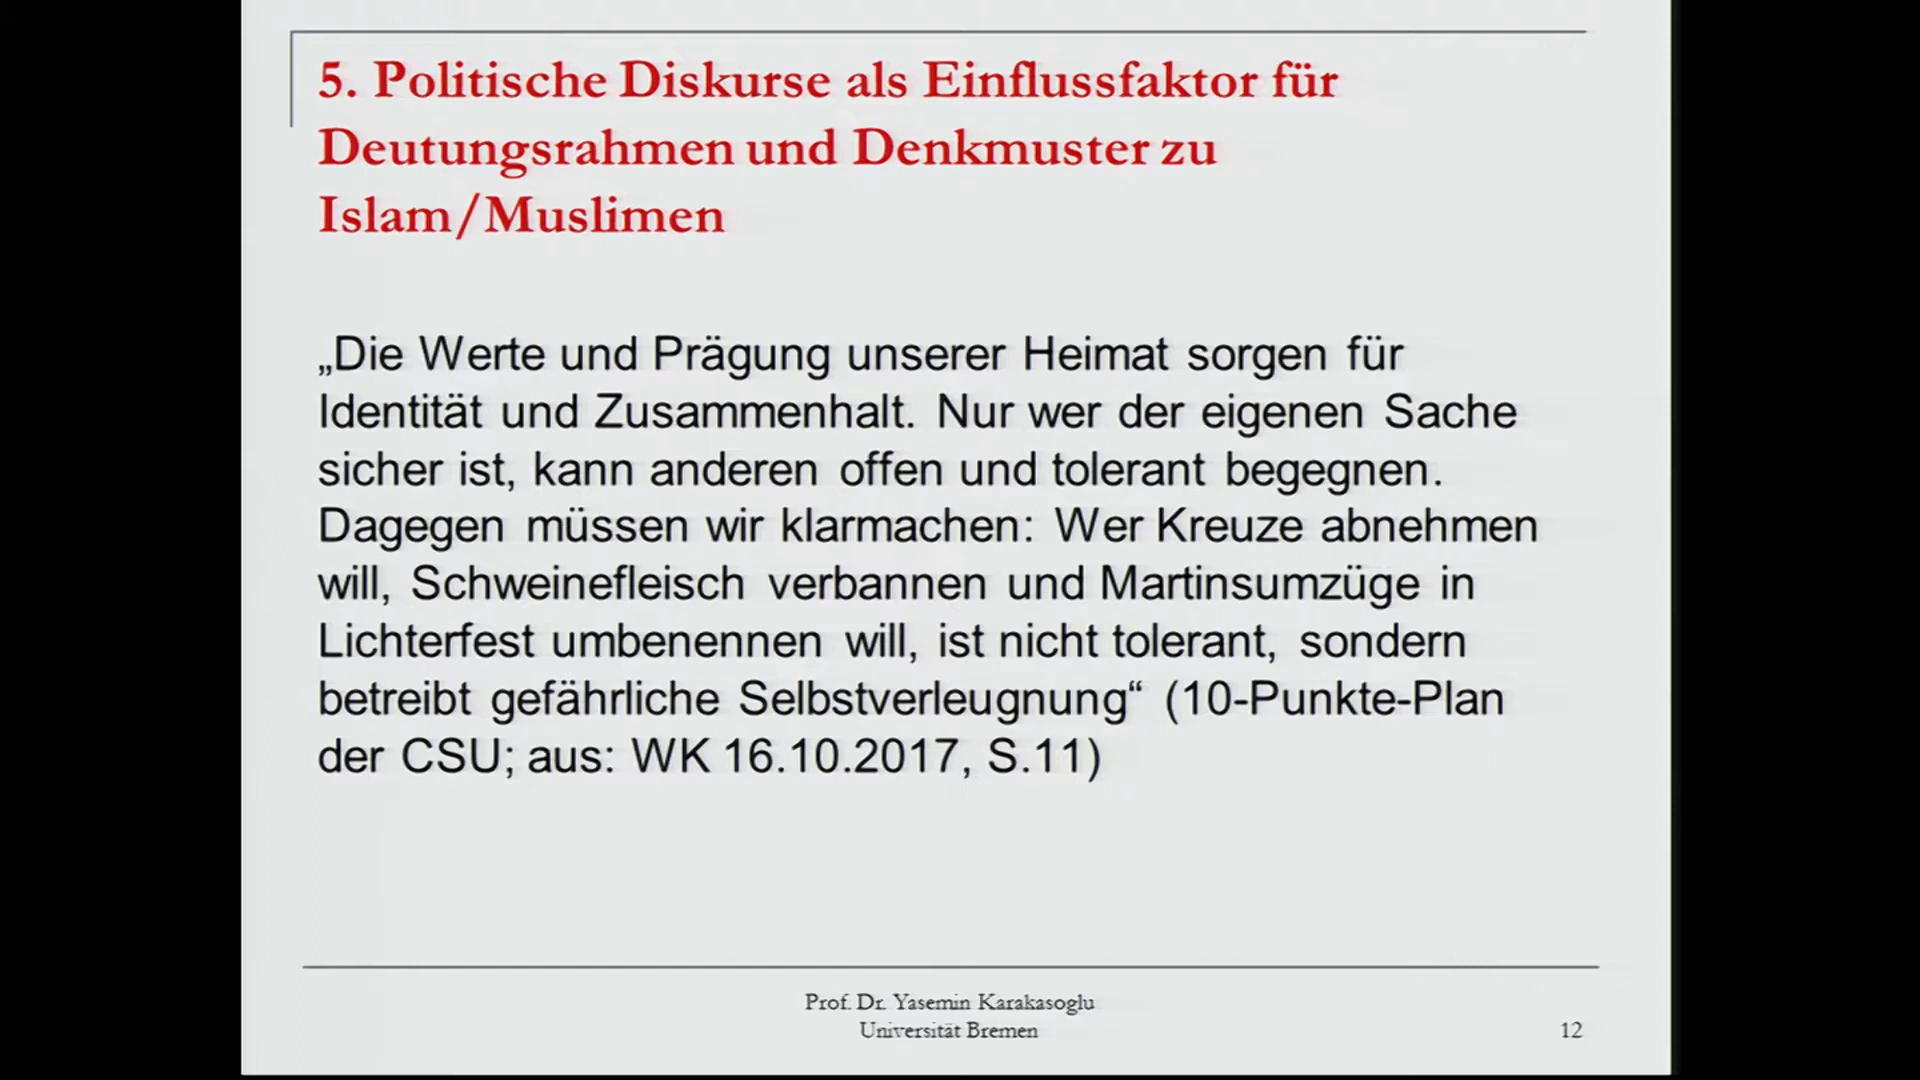 5. Politische Diskurse als Einflussfaktor für
Deutungsrahmen und Denkmuster zu
Islam/Muslimen
„Die Werte und Prägung unserer Heimat sorgen für
Identität und Zusammenhalt. Nur wer der eigenen Sache
sicher ist, kann anderen offen und tolerant begegnen.
Dagegen müssen wir klarmachen: Wer Kreuze abnehmen
will, Schweinefleisch verbannen und Martinsumzüge in
Lichterfest umbenennen will, ist nicht tolerant, sondern
betreibt gefährliche Selbstverleugnung“ (10-Punkte-Plan
der CSU; aus: WK 16.10.2017, S.11)
Prof. Dr. Yasemin Karakasoglu
Universität Bremen
12